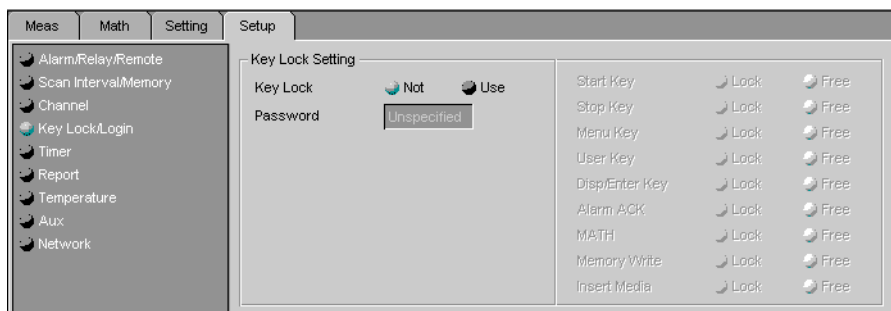 Meas Math Setting Setup
Alarm/Relay/Remote
Scan Interval/Memory
Channel
Key Lock/Login
Timer
Report
Temperature
Aux
Network
Key Lock Setting
Key Lock Not Use
Password Unspecified
Start Key Lock Free
Stop Key Lock Free
Menu Key Lock Free
User Key Lock Free
Disp/Enter Key Lock Free
Alarm ACK Lock Free
MATH Lock Free
Memory Write Lock Free
Insert Media Lock Free